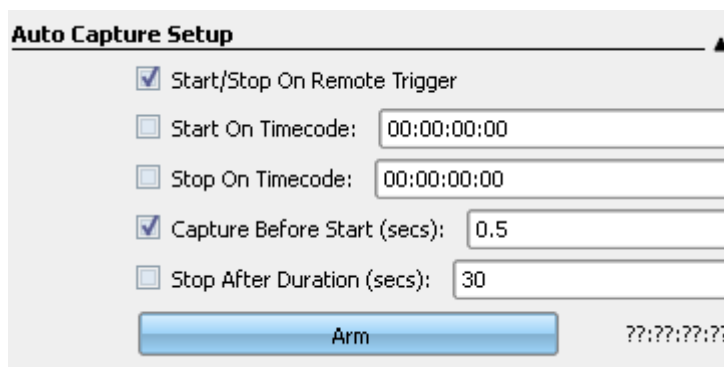 Auto Capture Setup
Start/Stop On Remote Trigger
Start On Timecode: 00:00:00:00
Stop On Timecode: 00:00:00:00
Capture Before Start (secs): 0.5
Stop After Duration (secs): 30
Arm ??:??:??:??